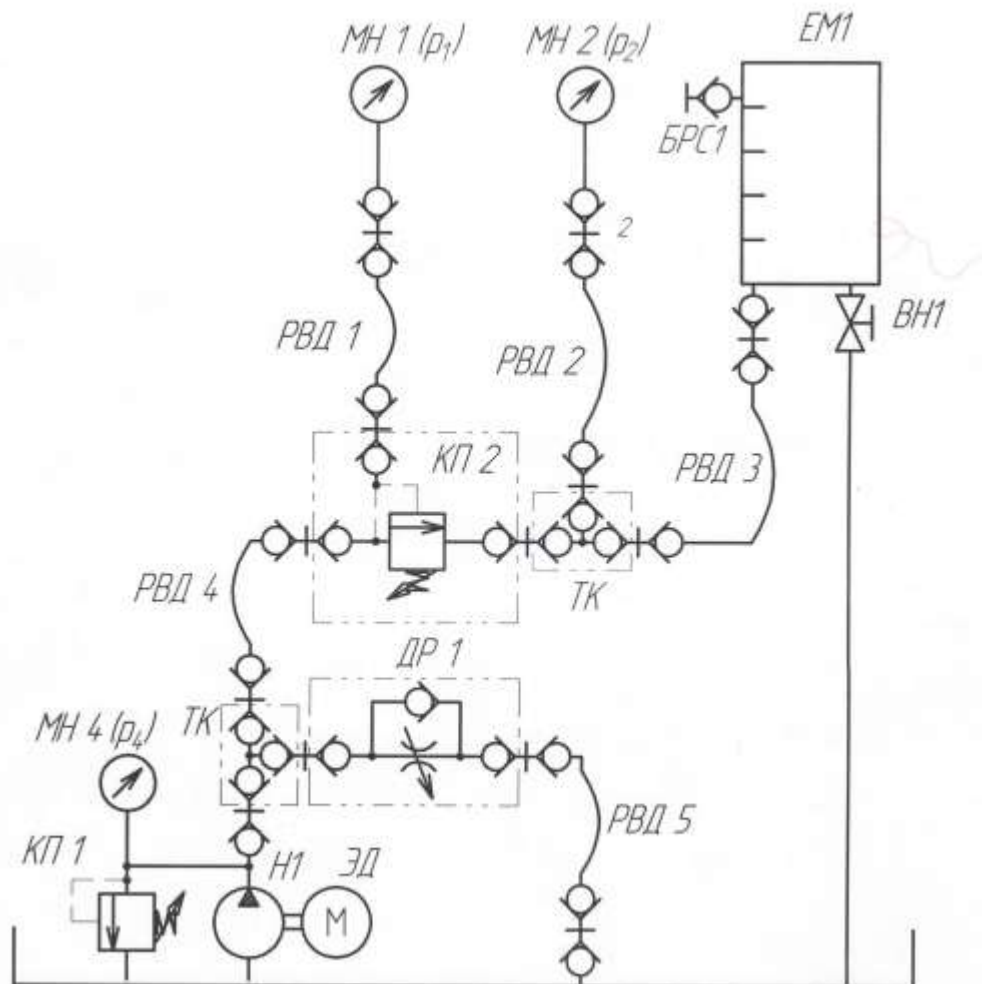 МН 1 (p₁)
МН 2 (p₂)
ЕМ1
БРС1
2
ВН1
РВД 1
РВД 2
РВД 3
КП 2
РВД 4
ТК
ДР 1
ТК
МН 4 (p₄)
РВД 5
КП 1
Н1
ЭД
М